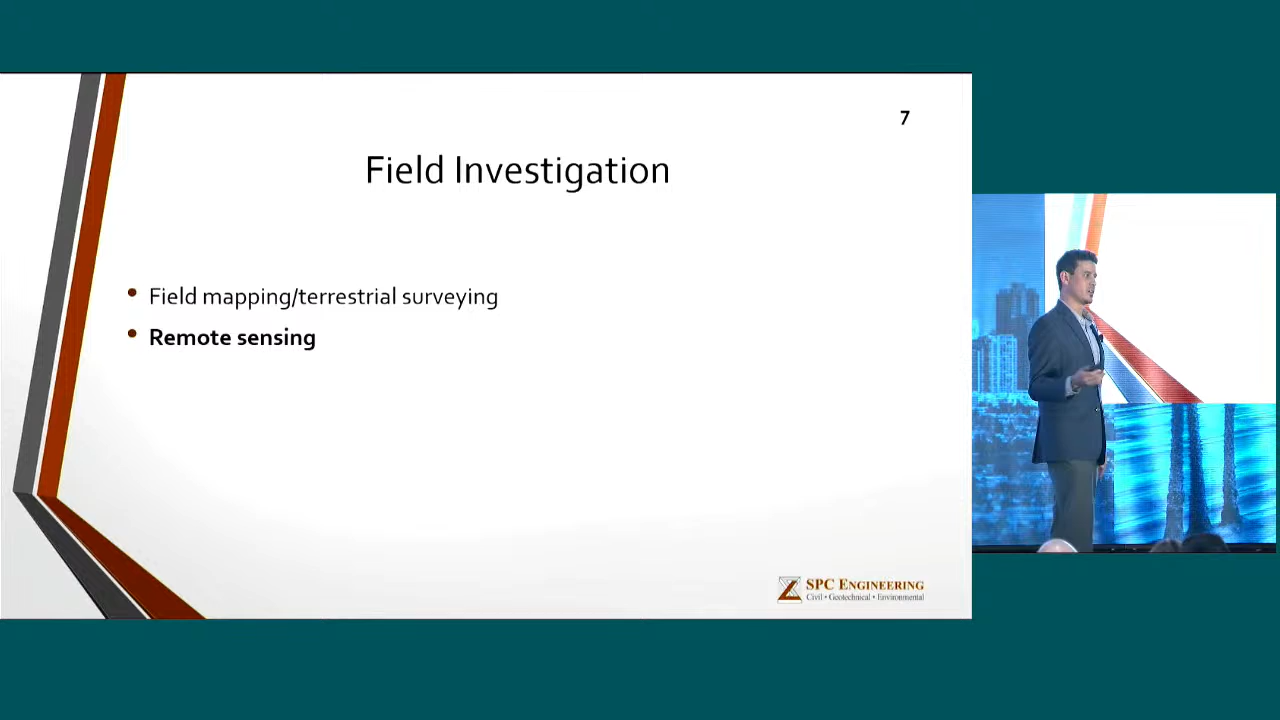 7
Field Investigation
Field mapping/terrestrial surveying
Remote sensing
SPC Engineering
Civil • Geotechnical • Environmental